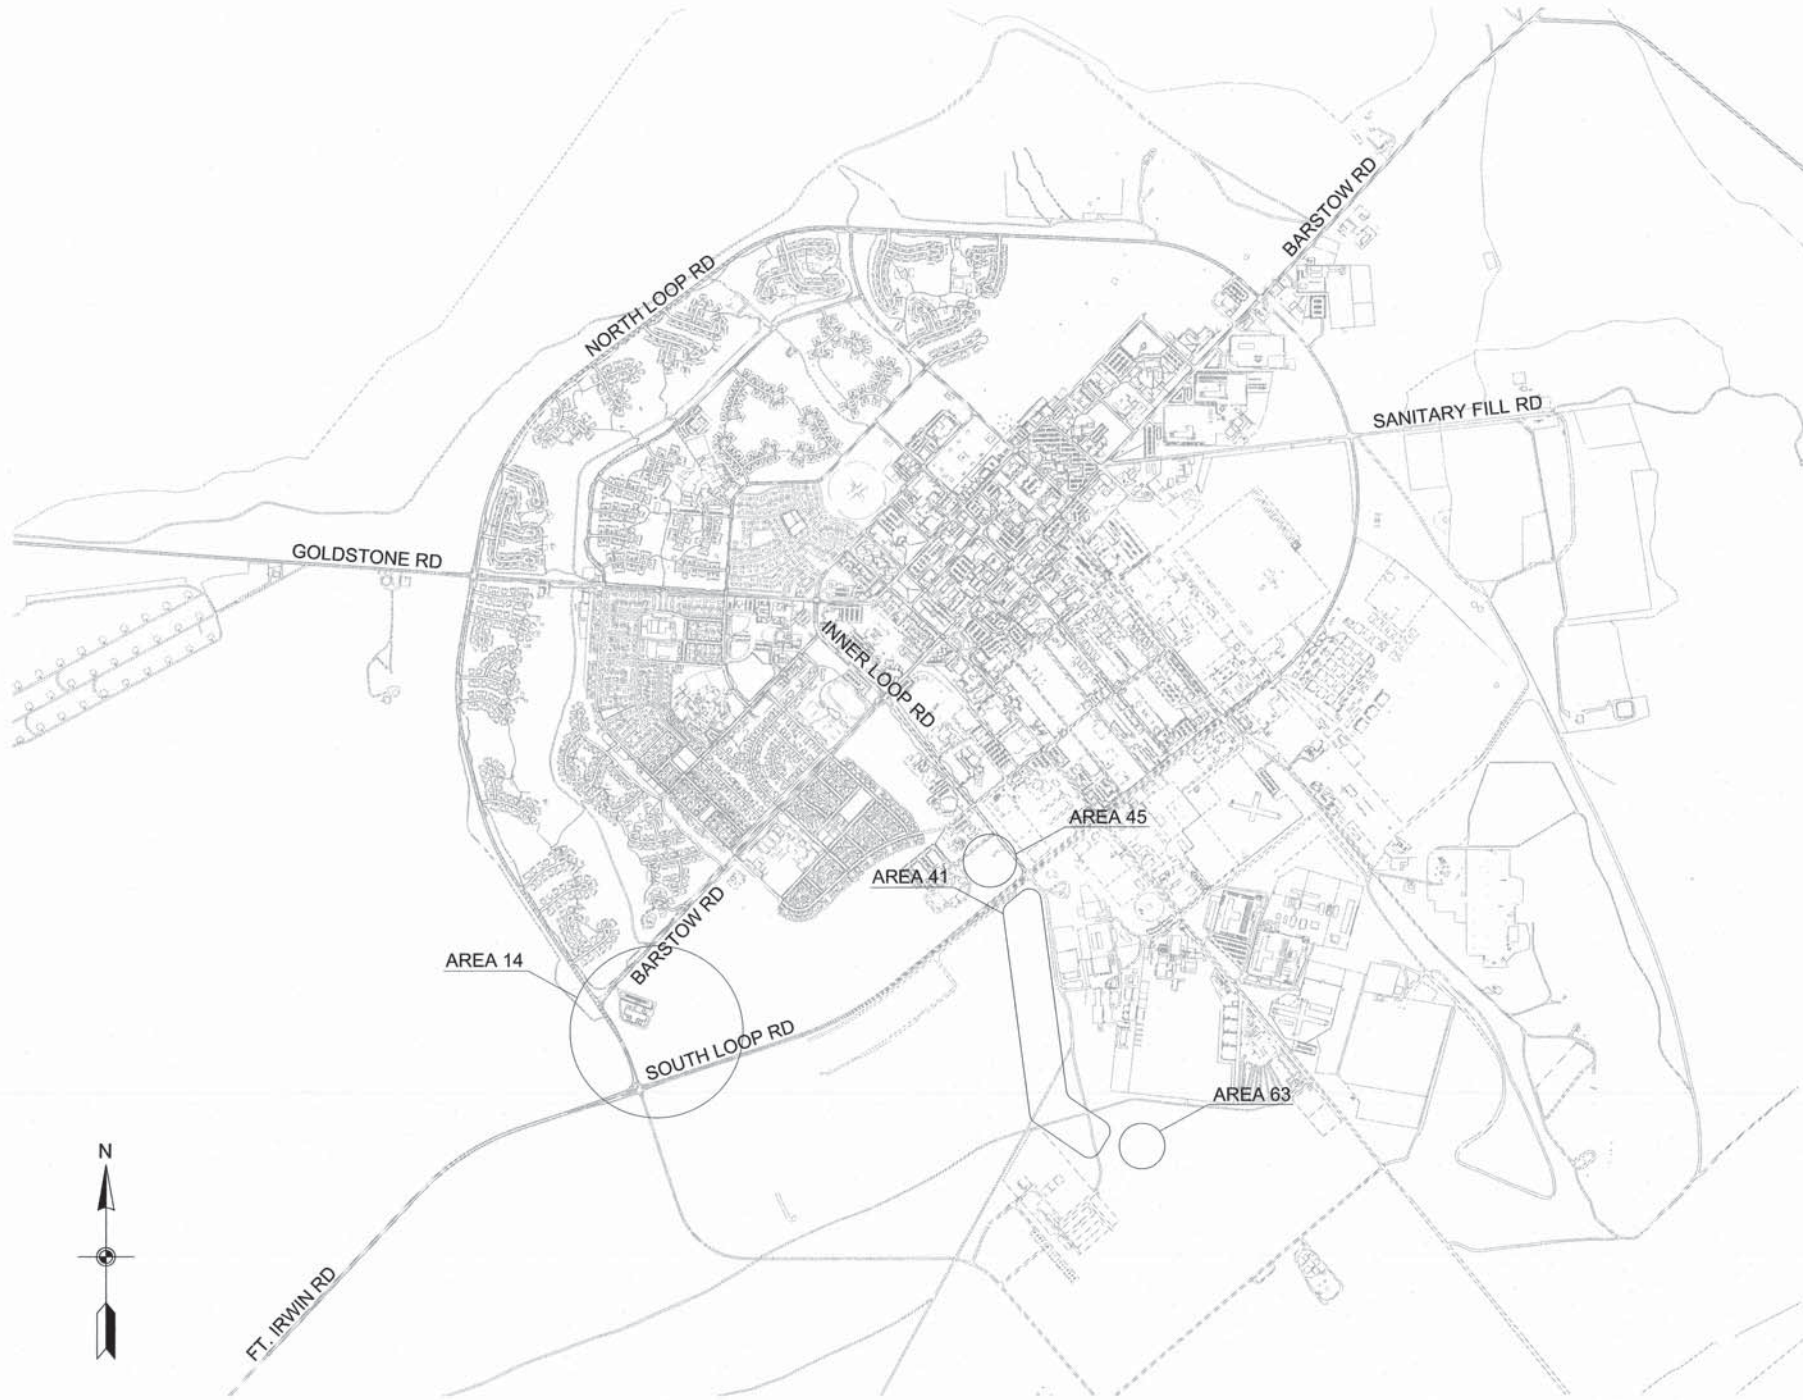 BARSTOW RD
NORTH LOOP RD
SANITARY FILL RD
GOLDSTONE RD
INNER LOOP RD
AREA 45
AREA 41
BARSTOW RD
AREA 14
SOUTH LOOP RD
AREA 63
N
FT. IRWIN RD